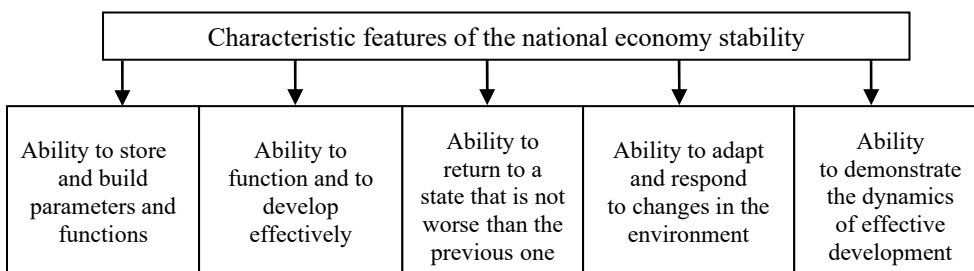 Characteristic features of the national economy stability
Ability to store
and build
parameters and
functions
Ability to
function and to
develop
effectively
Ability to
return to a
state that is not
worse than the
previous one
Ability to adapt
and respond
to changes in the
environment
Ability
to demonstrate
the dynamics
of effective
development